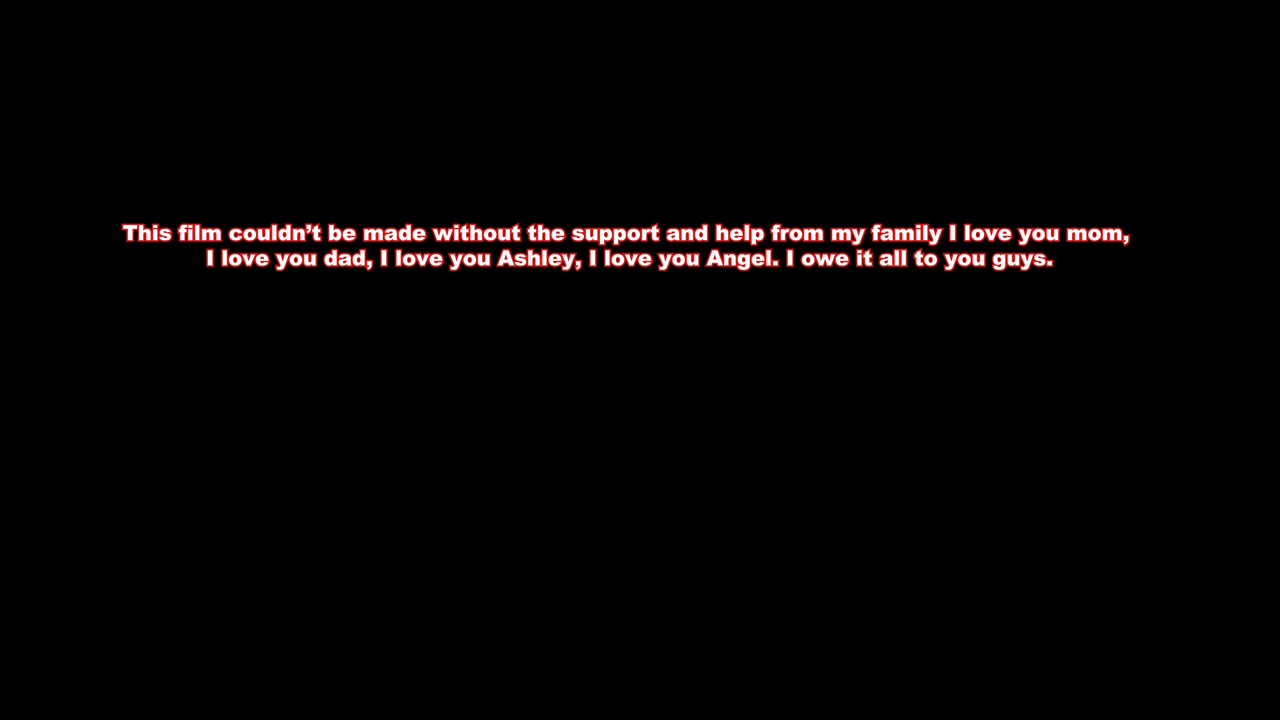 This film couldn’t be made without the support and help from my family I love you mom,
I love you dad, I love you Ashley, I love you Angel. I owe it all to you guys.